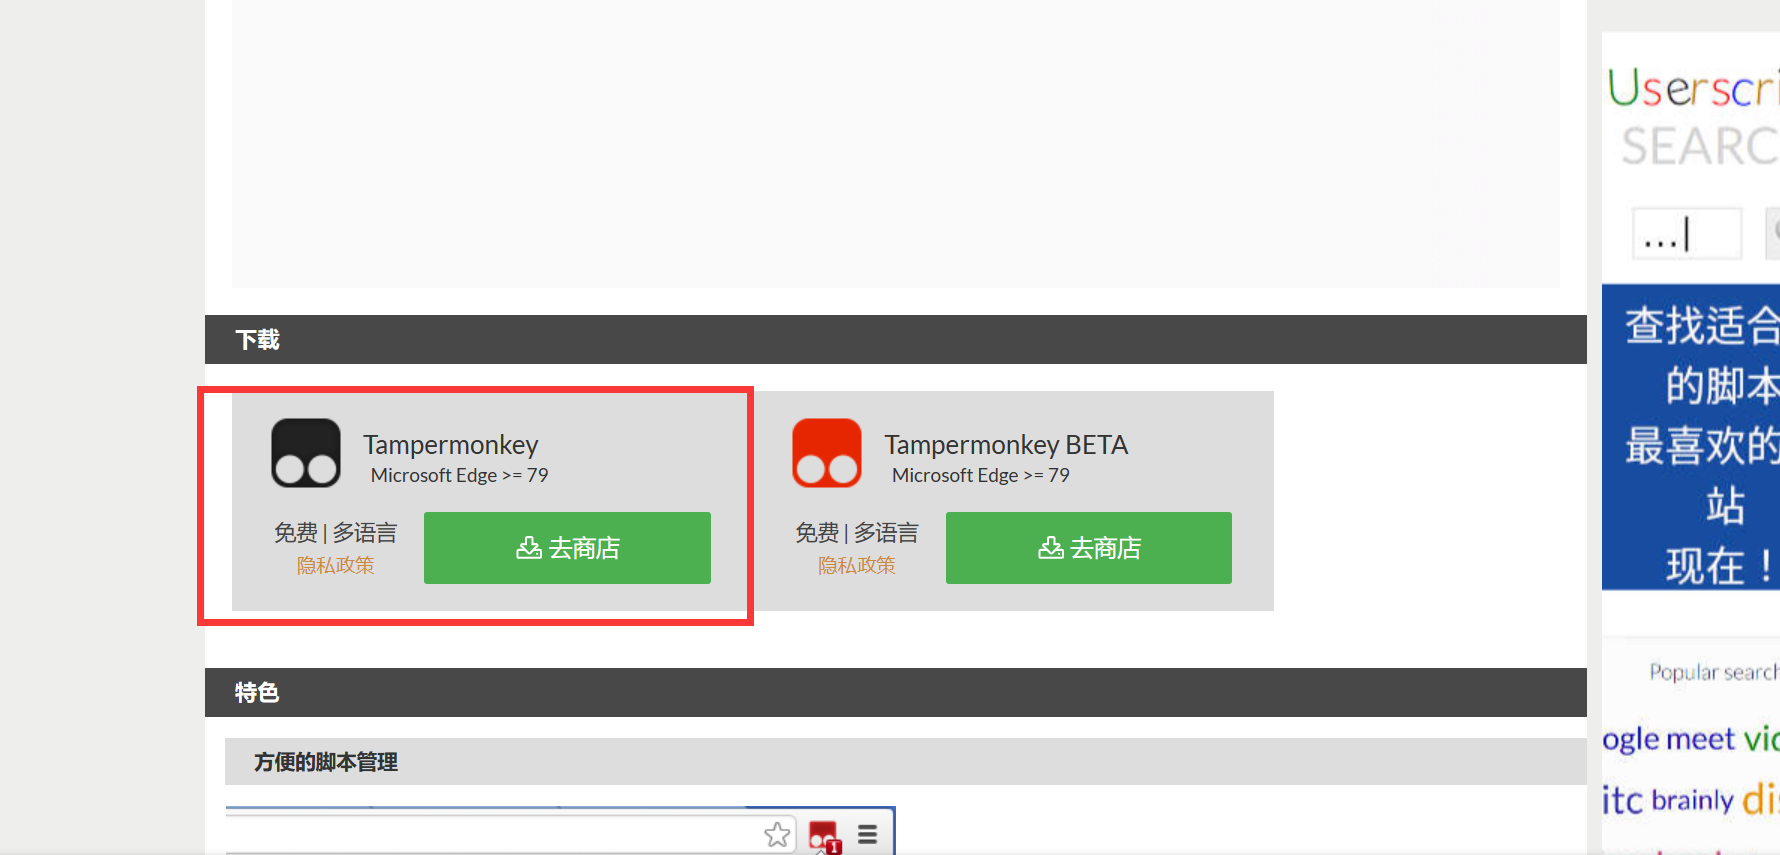 下载
Tampermonkey
Microsoft Edge >= 79
免费 | 多语言
隐私政策
去商店
Tampermonkey BETA
Microsoft Edge >= 79
免费 | 多语言
隐私政策
去商店
特色
方便的脚本管理
1
Userscri
SEARC
...|
查找适合
的脚本
最喜欢的
站
现在！
Popular search
ogle meet vid
itc brainly dis